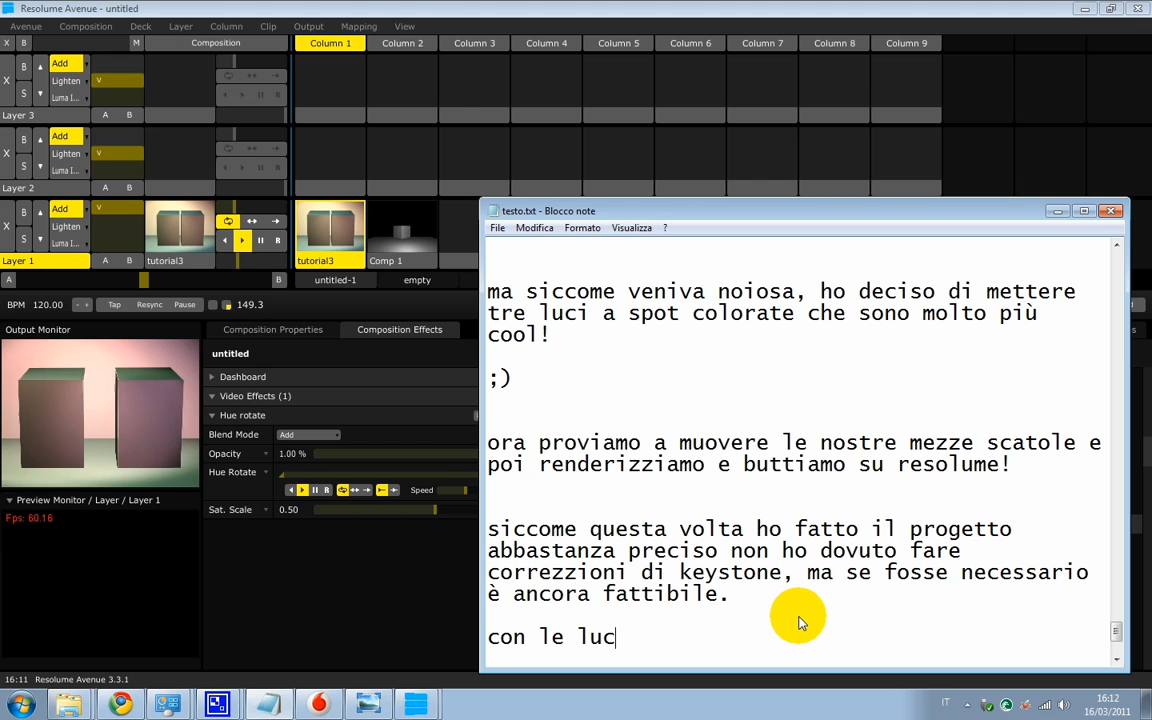 Resolume Avenue - untitled
Avenue Composition Deck Layer Column Clip Output Mapping View
X B M Composition Column 1 Column 2 Column 3 Column 4 Column 5 Column 6 Column 7 Column 8 Column 9
B Add
X Lighten V
S Luma I...
Layer 3 A B
B Add
X Lighten V
S Luma I...
Layer 2 A B
B Add V
X Lighten
S Luma I... R
Layer 1 A B tutorial3 tutorial3 Comp 1
A B untitled-1 empty
BPM 120.00 - + Tap Resync Pause 149.3
Output Monitor Composition Properties Composition Effects
untitled
Dashboard
Video Effects (1)
Hue rotate
Blend Mode Add
Opacity 1.00 %
Hue Rotate
R Speed
Sat. Scale 0.50
Preview Monitor / Layer / Layer 1
Fps: 60.16
testo.txt - Blocco note
File Modifica Formato Visualizza ?
ma siccome veniva noiosa, ho deciso di mettere
tre luci a spot colorate che sono molto più
cool!
;)
ora proviamo a muovere le nostre mezze scatole e
poi renderizziamo e buttiamo su resolume!
siccome questa volta ho fatto il progetto
abbastanza preciso non ho dovuto fare
correzzioni di keystone, ma se fosse necessario
è ancora fattibile.
con le luc
16:11 Resolume Avenue 3.3.1
IT 16:12
16/03/2011